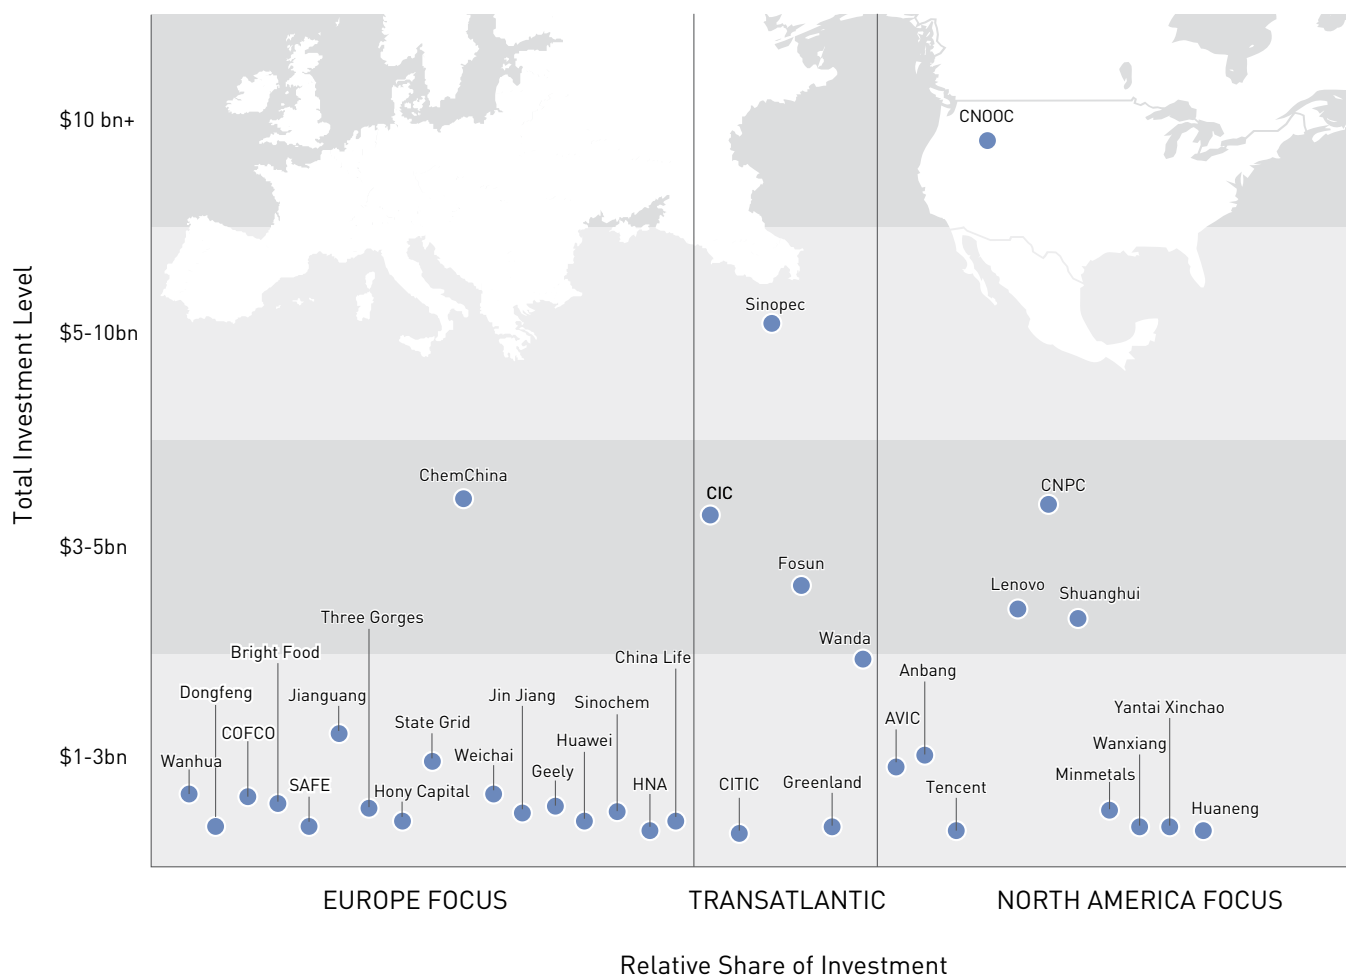 $10 bn+
CNOOC
Total Investment Level
Sinopec
$5-10bn
ChemChina
CIC
CNPC
$3-5bn
Fosun
Lenovo
Shuanghui
Three Gorges
Wanda
Bright Food
China Life
Anbang
Dongfeng
Jianguang
Jin Jiang
Sinochem
Yantai Xinchao
State Grid
AVIC
COFCO
Huawei
Wanxiang
$1-3bn
Weichai
Wanhua
Geely
Minmetals
SAFE
HNA
CITIC
Greenland
Tencent
Hony Capital
Huaneng
EUROPE FOCUS
TRANSATLANTIC
NORTH AMERICA FOCUS
Relative Share of Investment